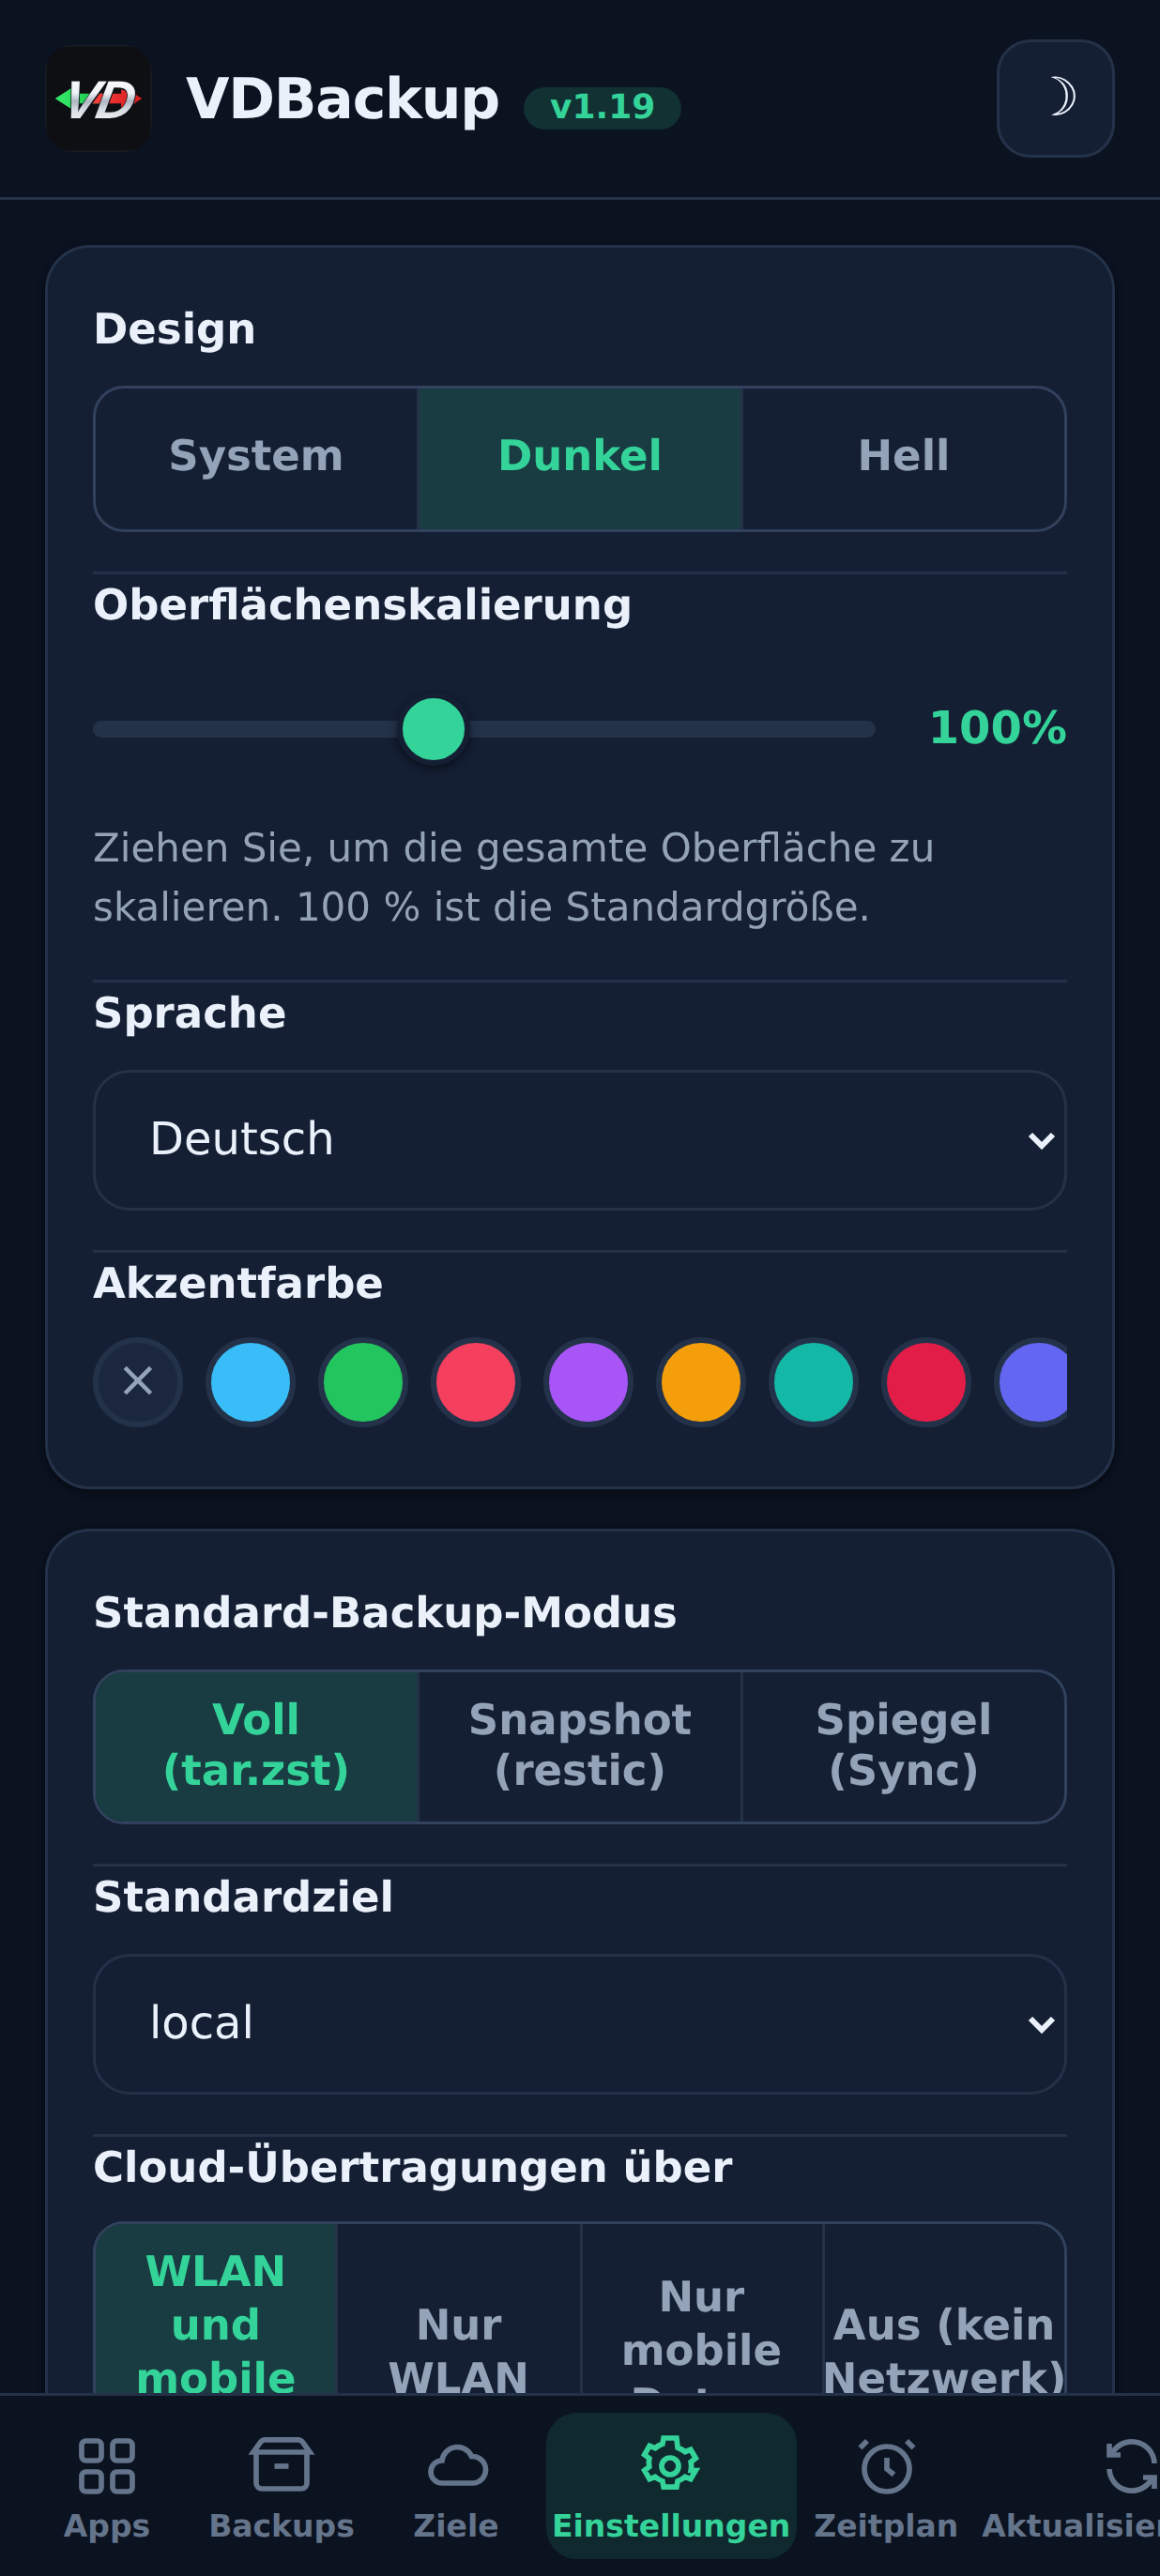 VD
VDBackup v1.19
Design
System Dunkel Hell
Oberflächenskalierung
100%
Ziehen Sie, um die gesamte Oberfläche zu
skalieren. 100 % ist die Standardgröße.
Sprache
Deutsch
Akzentfarbe
Standard-Backup-Modus
Voll
(tar.zst)
Snapshot
(restic)
Spiegel
(Sync)
Standardziel
local
Cloud-Übertragungen über
WLAN
und
mobile
Nur
WLAN
Nur
mobile
Aus (kein
Netzwerk)
Apps Backups Ziele Einstellungen Zeitplan